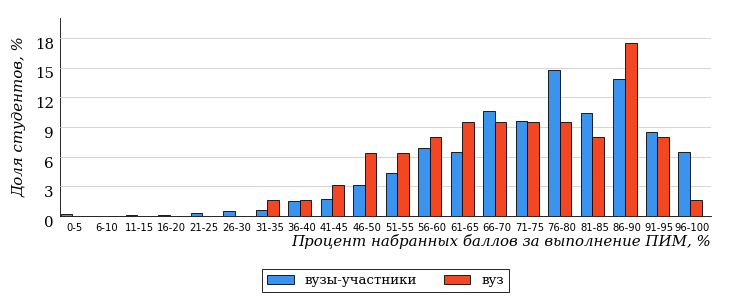 Доля студентов, %
18
15
12
9
6
3
0
0-5 6-10 11-15 16-20 21-25 26-30 31-35 36-40 41-45 46-50 51-55 56-60 61-65 66-70 71-75 76-80 81-85 86-90 91-95 96-100
Процент набранных баллов за выполнение ПИМ, %
вузы-участники вуз